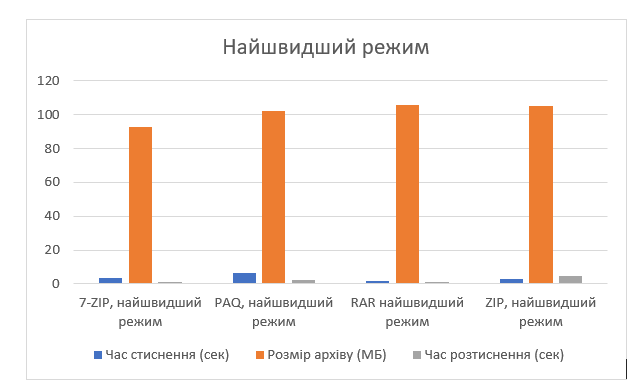 Найшвидший режим
120
100
80
60
40
20
0
7-ZIP, найшвидший
режим
PAQ, найшвидший
режим
RAR найшвидший
режим
ZIP, найшвидший
режим
Час стиснення (сек)
Розмір архіву (МБ)
Час розтиснення (сек)